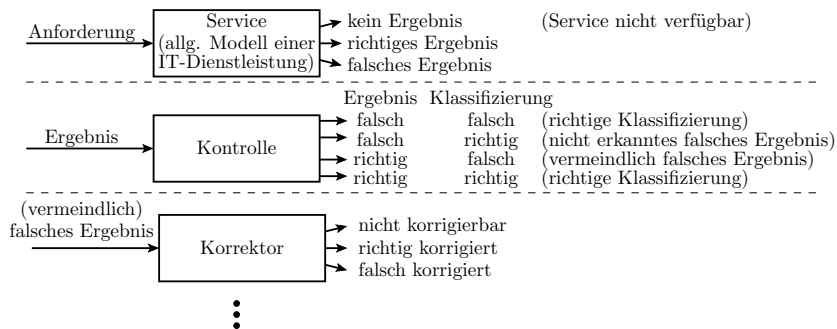 Anforderung
Service
(allg. Modell einer
IT-Dienstleistung)
kein Ergebnis (Service nicht verfügbar)
richtiges Ergebnis
falsches Ergebnis
Ergebnis Klassifizierung
Ergebnis
Kontrolle
falsch falsch (richtige Klassifizierung)
falsch richtig (nicht erkanntes falsches Ergebnis)
richtig falsch (vermeindlich falsches Ergebnis)
richtig richtig (richtige Klassifizierung)
(vermeindlich)
falsches Ergebnis
Korrektor
nicht korrigierbar
richtig korrigiert
falsch korrigiert